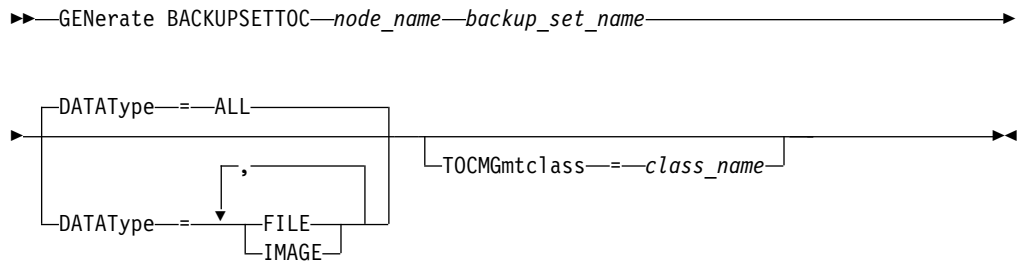 GENerate BACKUPSETTOC node_name backup_set_name
DATAType = ALL
TOCMGmtclass = class_name
,
DATAType = FILE
IMAGE